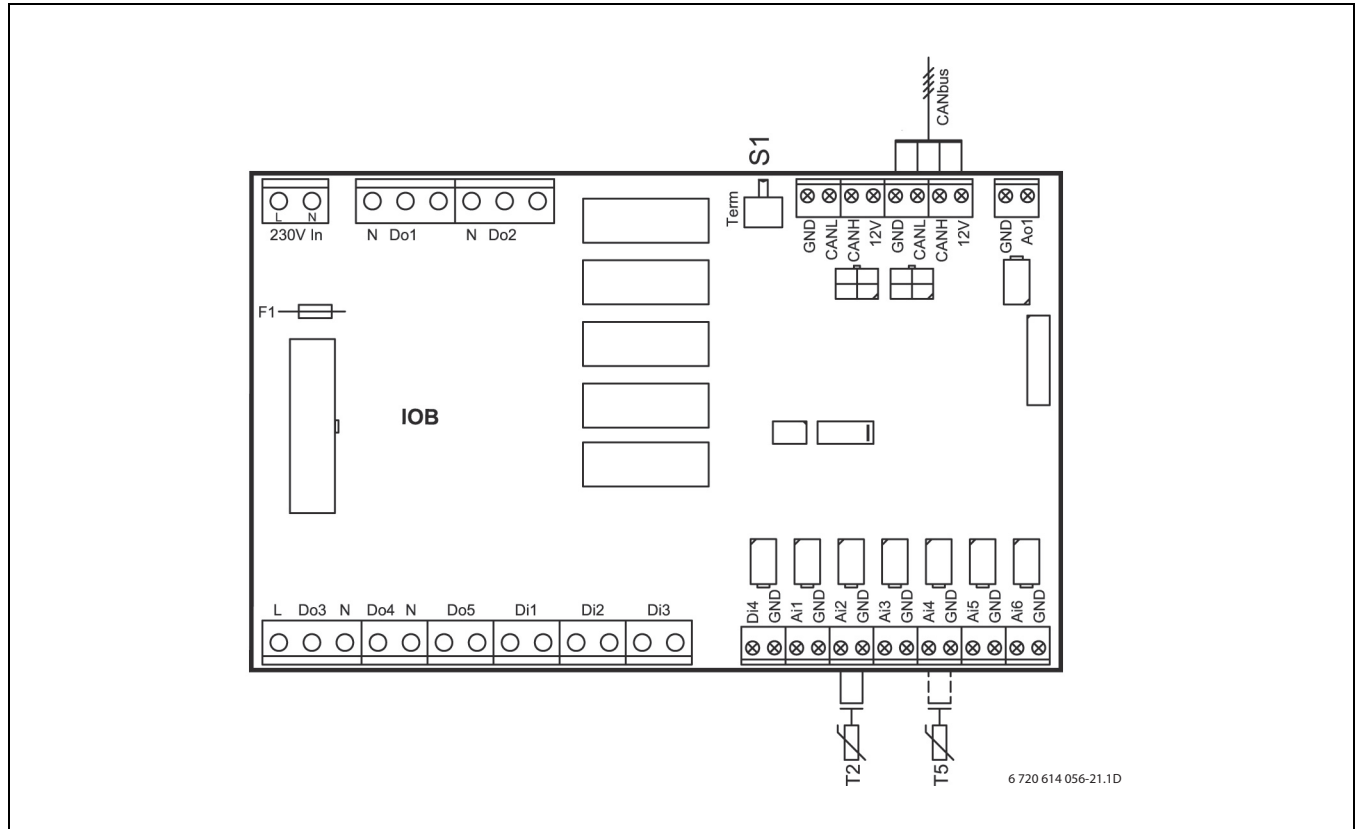 CANbus
S1
Term
L N
230V In
N Do1 N Do2
GND CANL CANH 12V GND CANL CANH 12V
GND Ao1
F1
IOB
L Do3 N Do4 N Do5 Di1 Di2 Di3
Di4 GND Ai1 GND Ai2 GND Ai3 GND Ai4 GND Ai5 GND Ai6 GND
T2 T5
6 720 614 056-21.1D